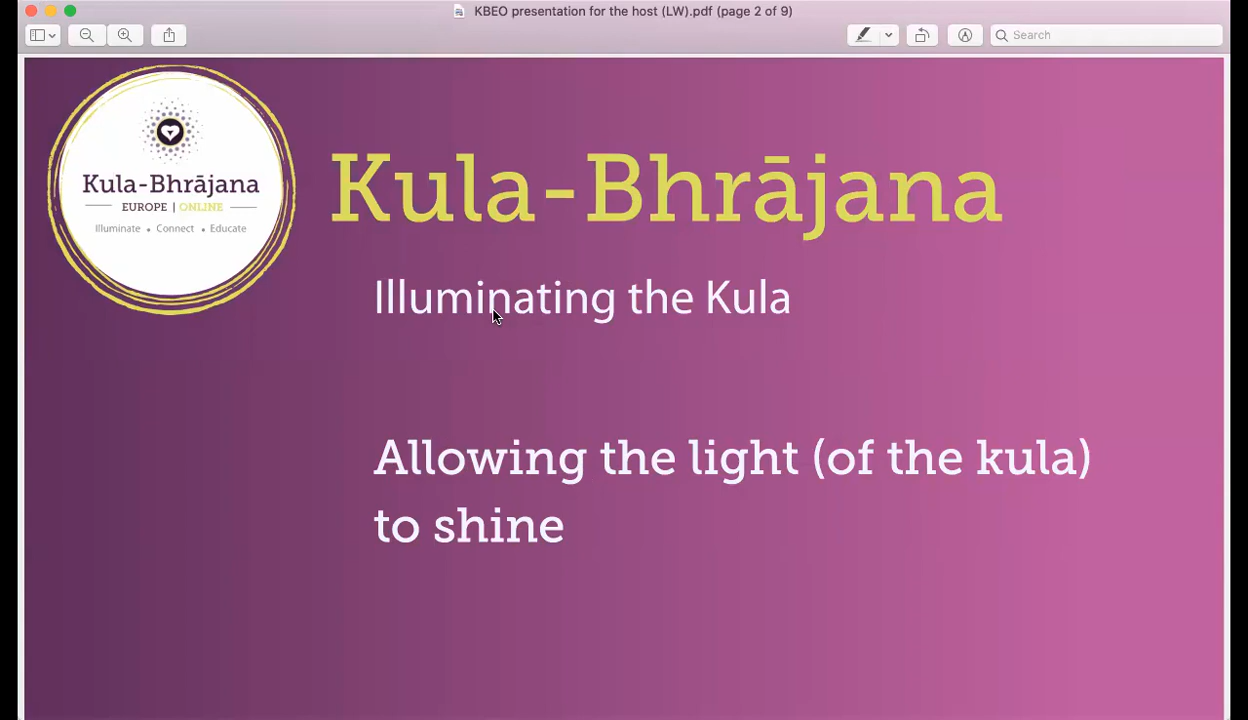 KBEO presentation for the host (LW).pdf (page 2 of 9)
Search
Kula-Bhrājana
EUROPE | ONLINE
Illuminate • Connect • Educate
Kula-Bhrājana
Illuminating the Kula
Allowing the light (of the kula)
to shine